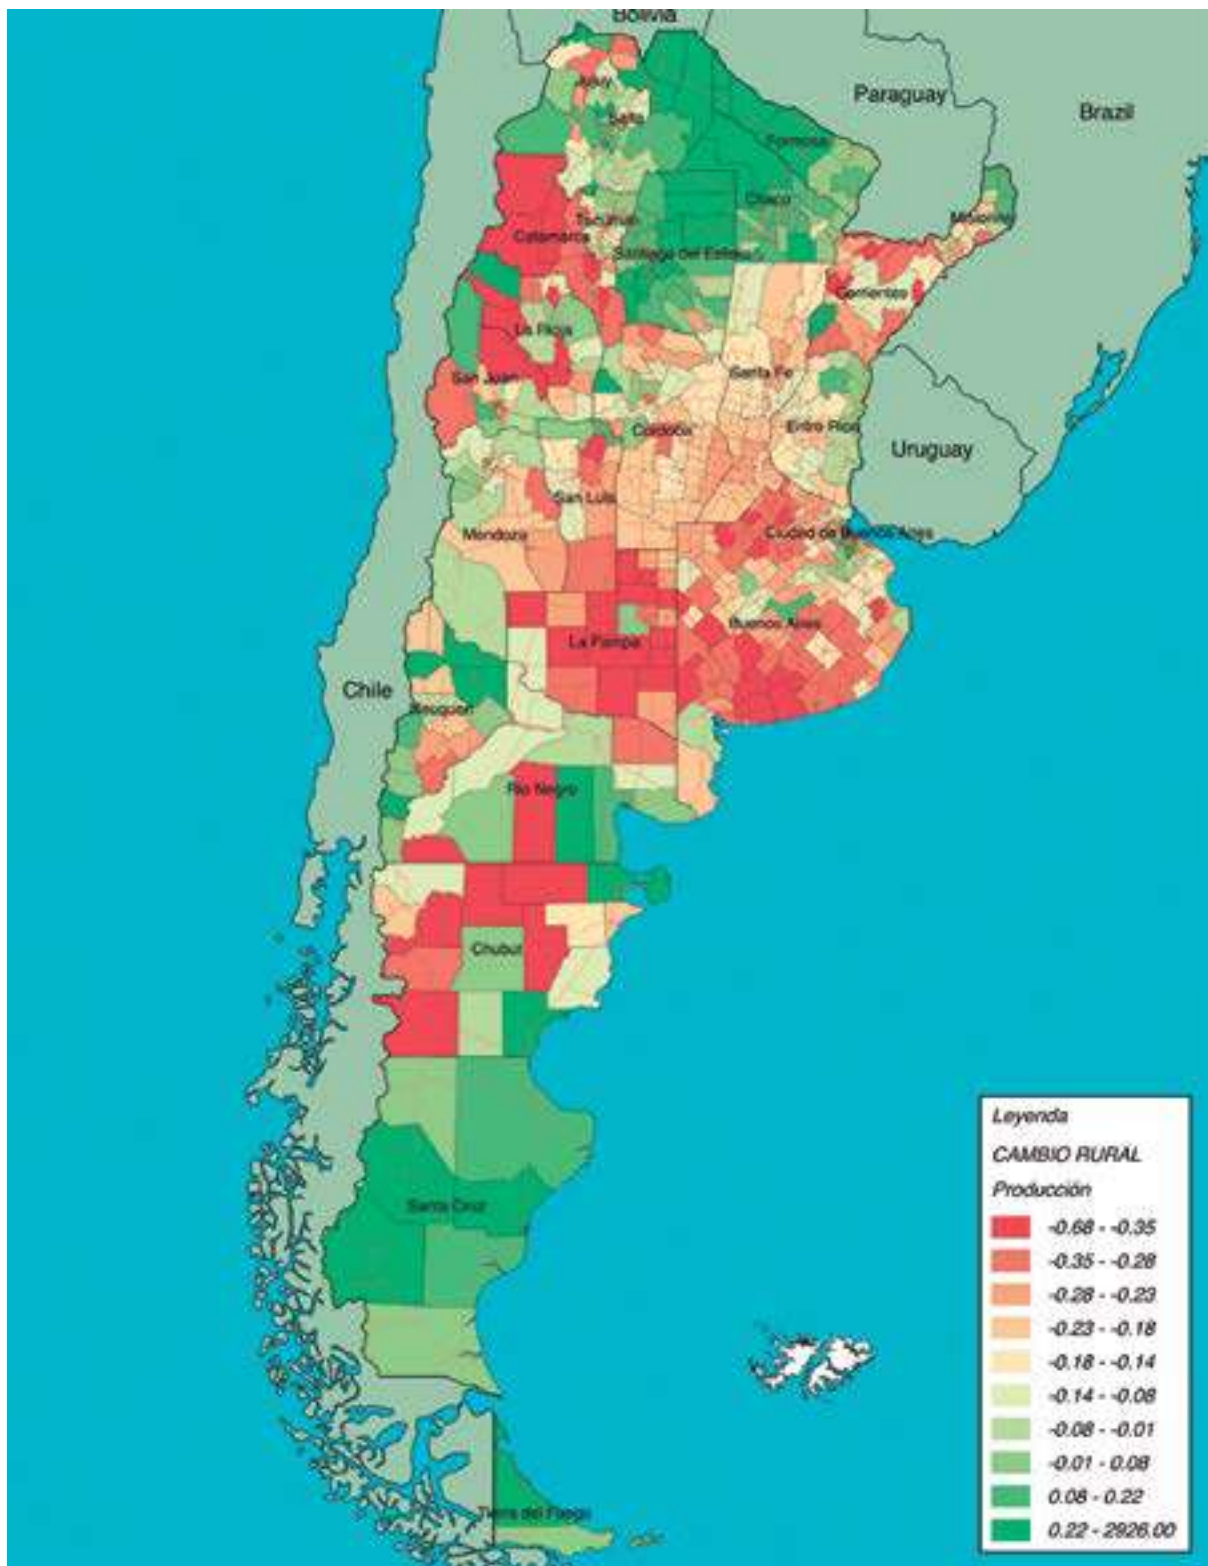 Bolivia
Paraguay
Brazil
Jujuy
Salta
Formosa
Chaco
Misiones
Tucumán
Catamarca
Santiago del Estero
Corrientes
La Rioja
Santa Fe
San Juan
Córdoba
Entre Ríos
Uruguay
San Luis
Mendoza
Ciudad de Buenos Aires
Buenos Aires
La Pampa
Chile
Neuquén
Río Negro
Chubut
Santa Cruz
Tierra del Fuego
Leyenda
CAMBIO RURAL
Producción
-0.68 - -0.35
-0.35 - -0.28
-0.28 - -0.23
-0.23 - -0.18
-0.18 - -0.14
-0.14 - -0.08
-0.08 - -0.01
-0.01 - 0.08
0.08 - 0.22
0.22 - 2926.00